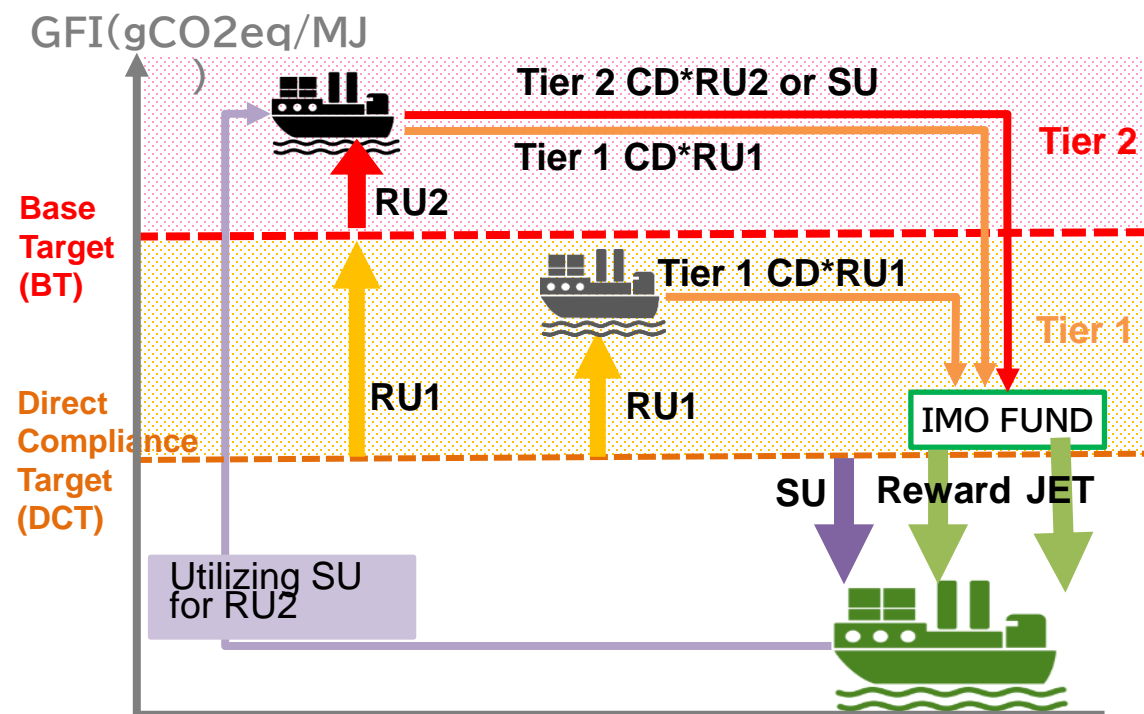 GFI(gCO2eq/MJ
)
Tier 2 CD*RU2 or SU
Tier 1 CD*RU1
Tier 2
RU2
Base
Target
(BT)
Tier 1 CD*RU1
Tier 1
RU1
RU1
Direct
Compliance
Target
(DCT)
IMO FUND
SU
Reward
JET
Utilizing SU
for RU2